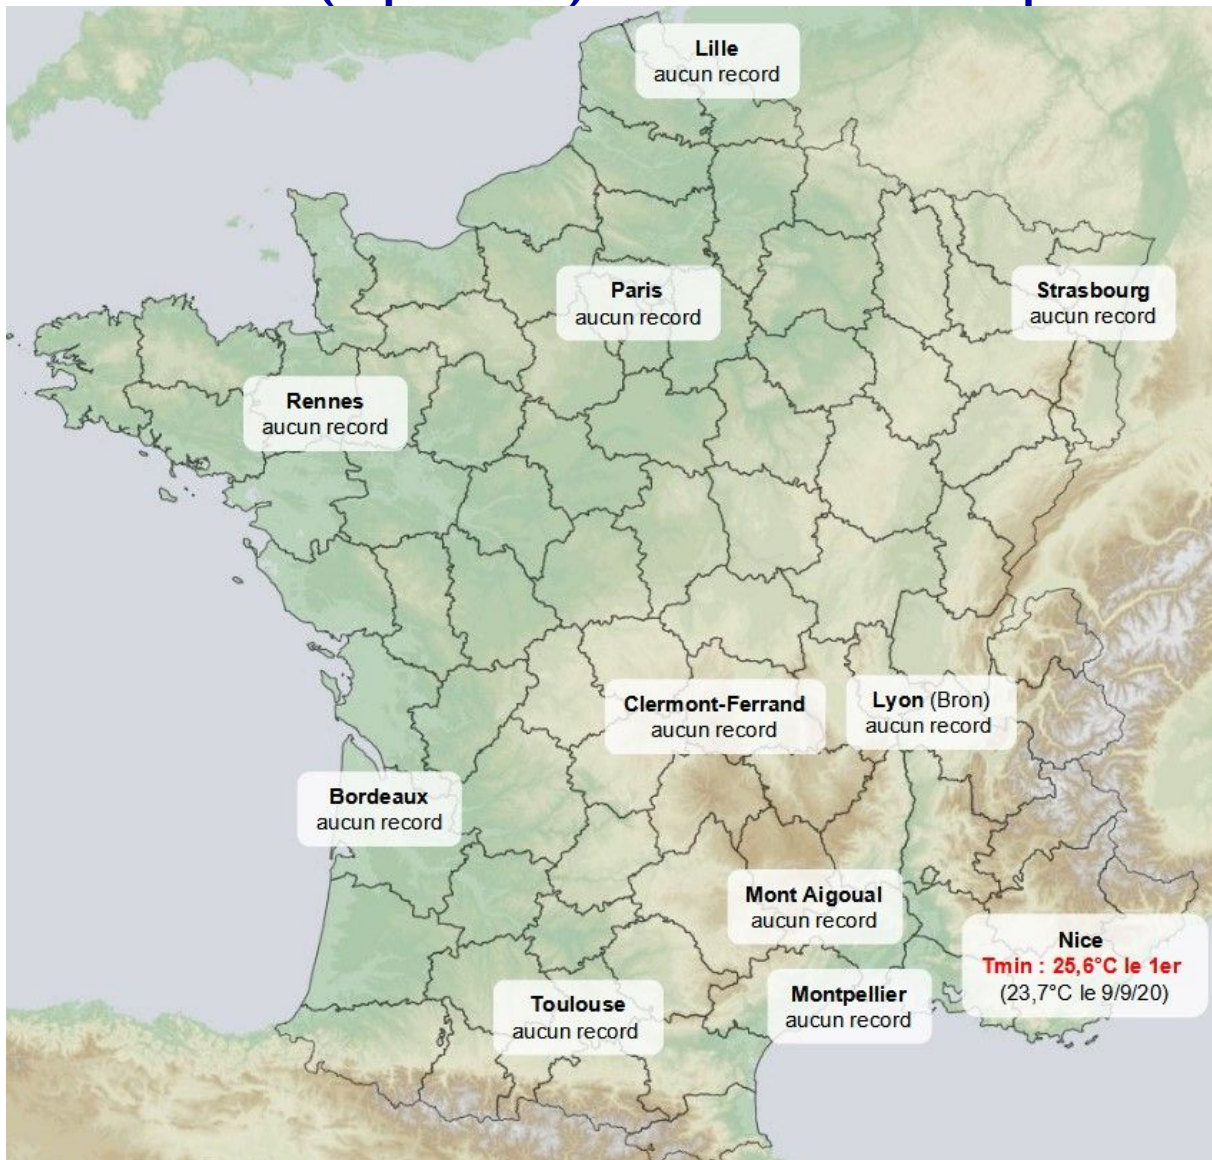 Lille
aucun record
Paris
aucun record
Strasbourg
aucun record
Rennes
aucun record
Clermont-Ferrand
aucun record
Lyon (Bron)
aucun record
Bordeaux
aucun record
Mont Aigoual
aucun record
Nice
Tmin : 25,6°C le 1er
(23,7°C le 9/9/20)
Toulouse
aucun record
Montpellier
aucun record